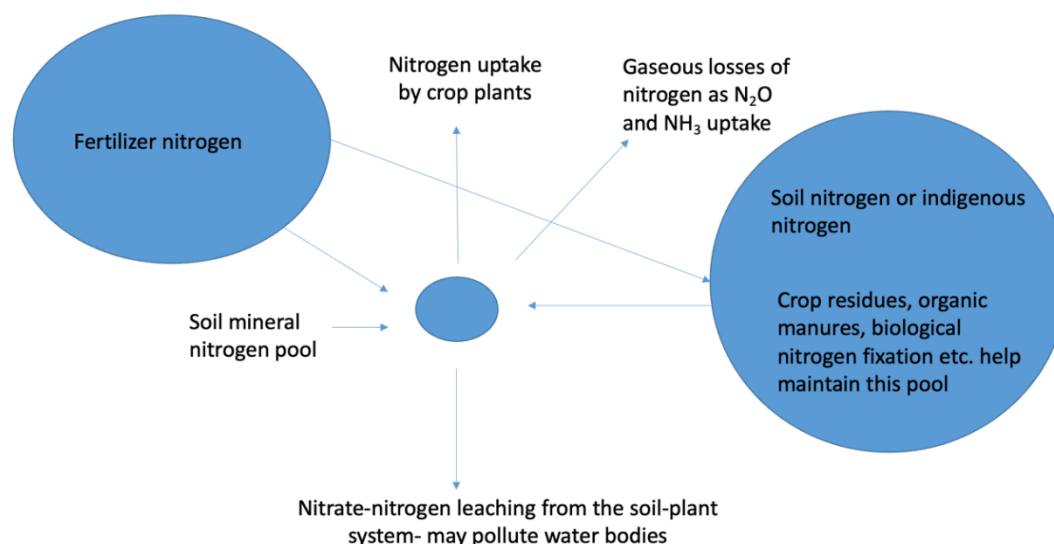 Nitrogen uptake
by crop plants
Gaseous losses of
nitrogen as N₂O
and NH₃ uptake
Fertilizer nitrogen
Soil nitrogen or indigenous
nitrogen
Crop residues, organic
manures, biological
nitrogen fixation etc. help
maintain this pool
Soil mineral
nitrogen pool
Nitrate-nitrogen leaching from the soil-plant
system- may pollute water bodies